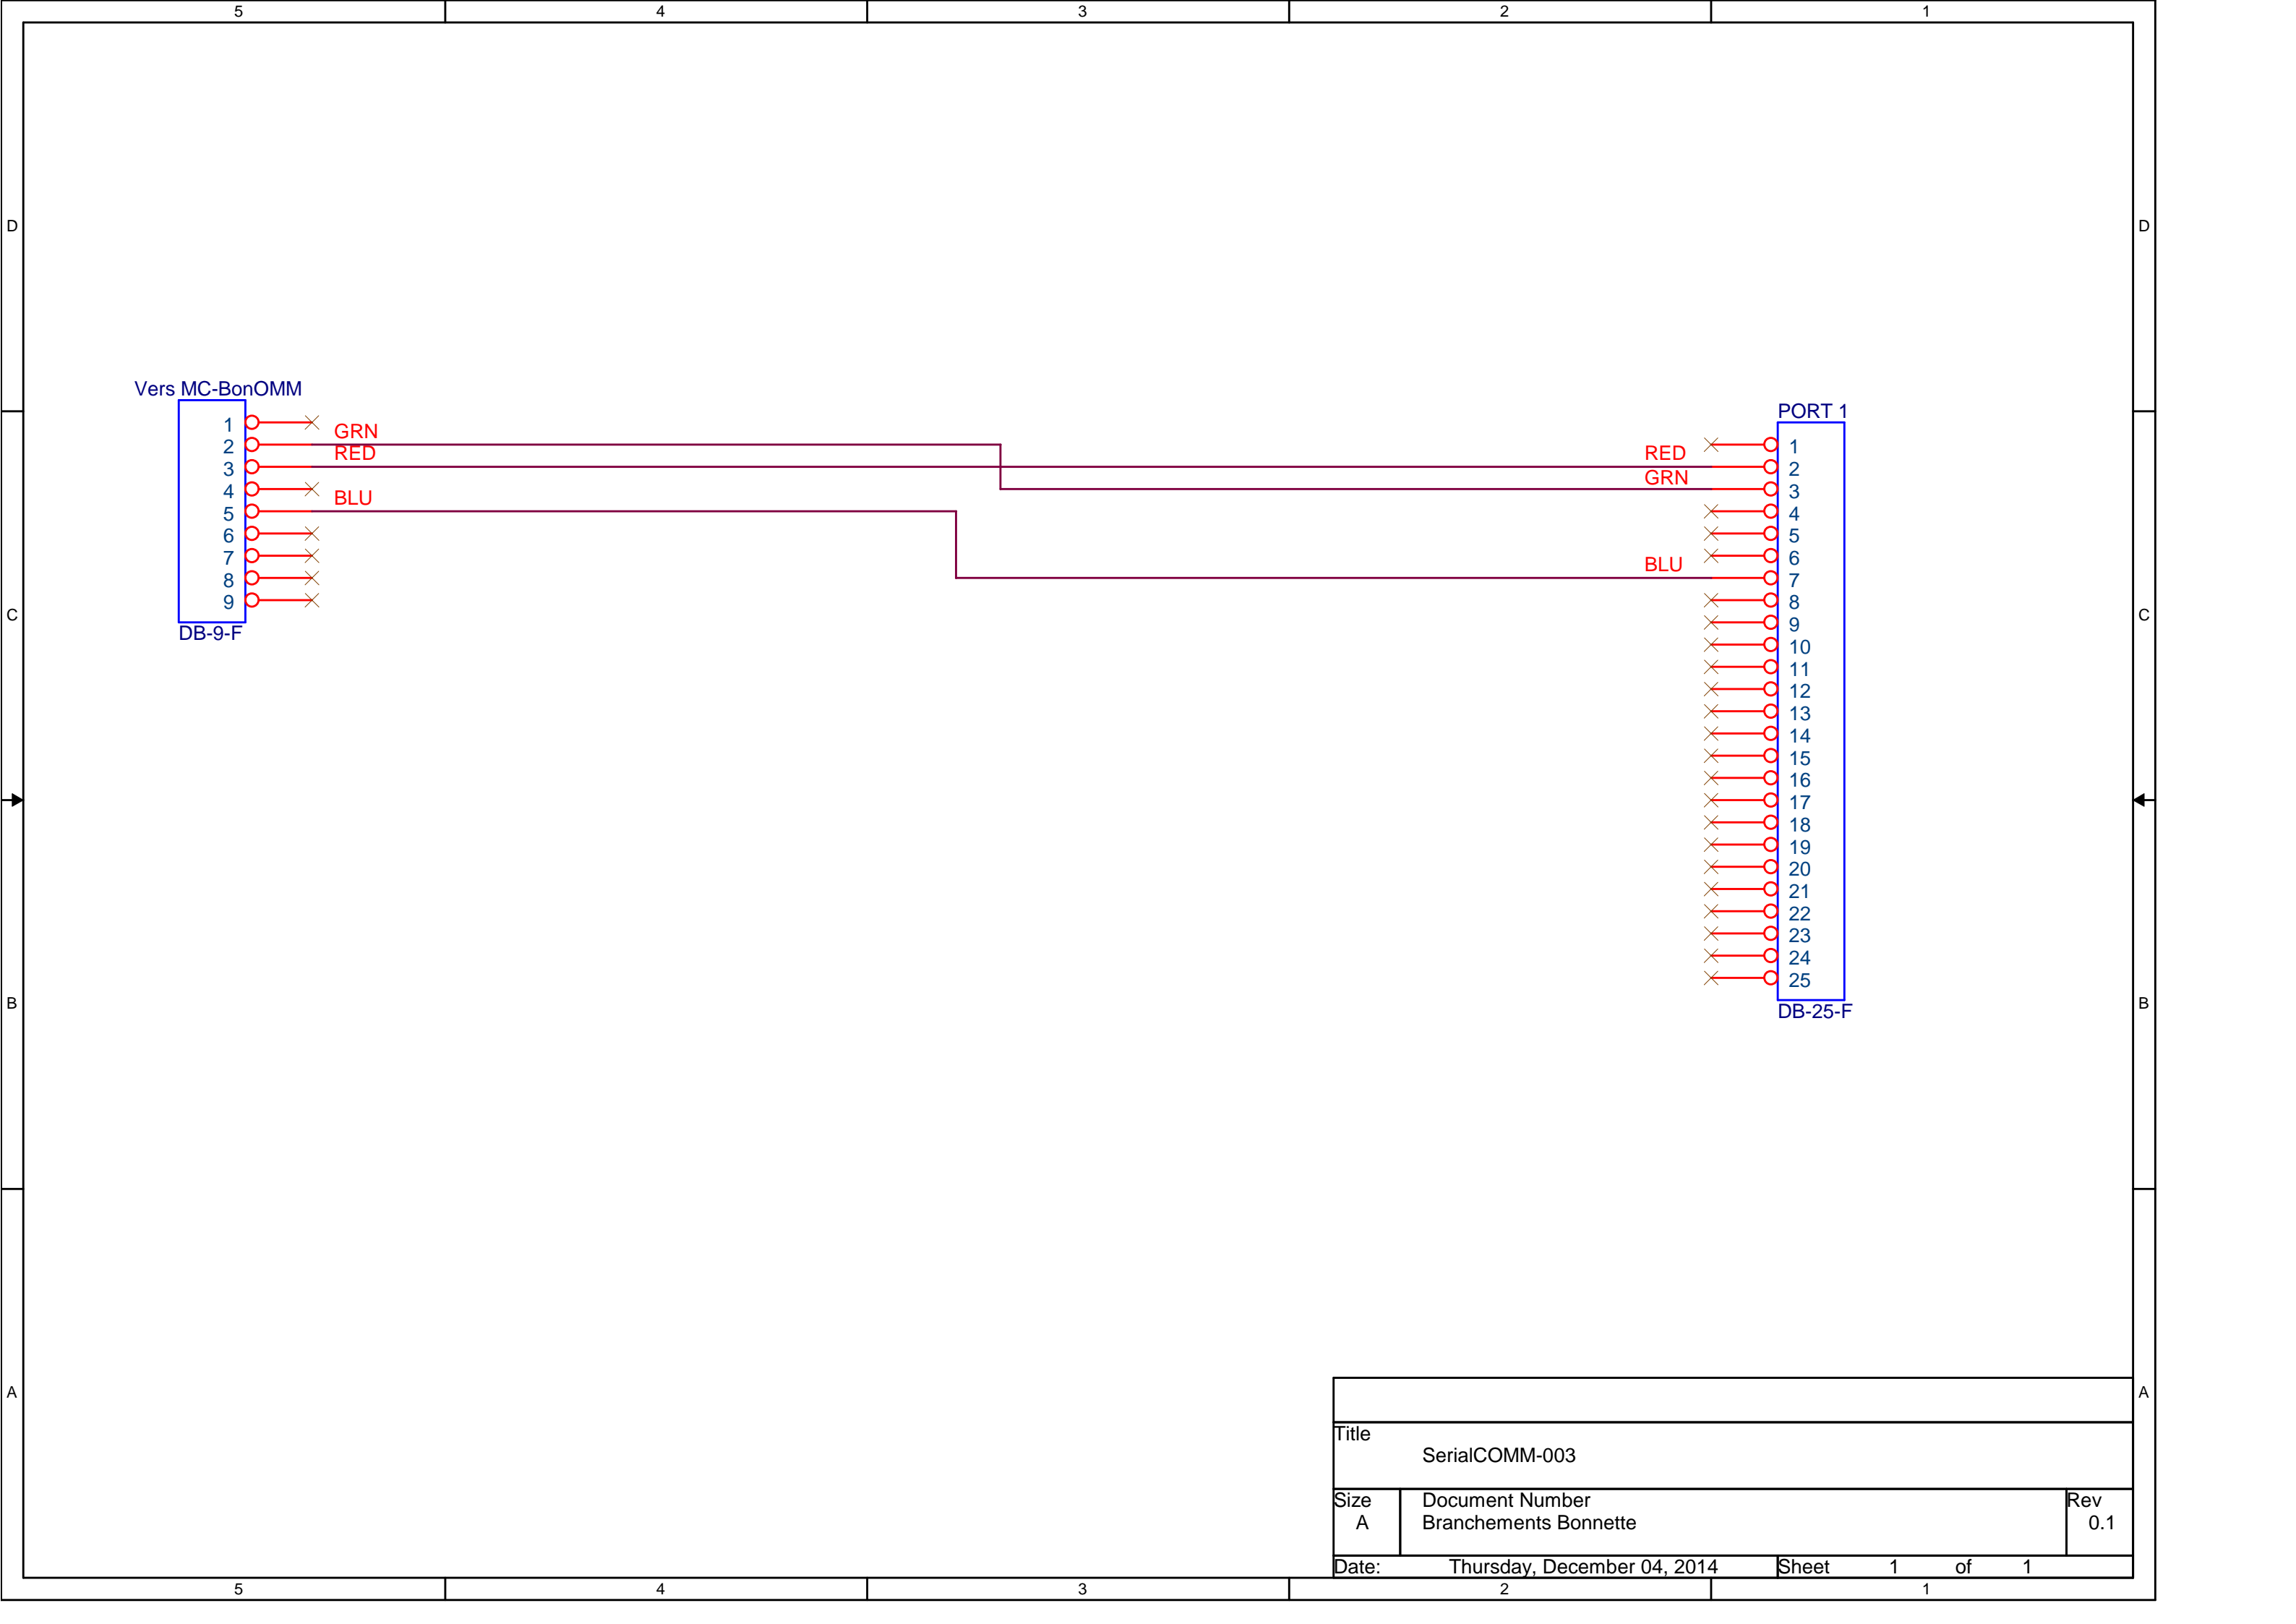 5 4 3 2 1
D D
Vers MC-BonOMM
PORT 1
1
GRN
2
RED
3
4
BLU
5
6
7
8
9
DB-9-F
RED
GRN
BLU
1
2
3
4
5
6
7
8
9
10
11
12
13
14
15
16
17
18
19
20
21
22
23
24
25
DB-25-F
C C
B B
A A
Title
SerialCOMM-003
Size Document Number Rev
A Branchements Bonnette 0.1
Date: Thursday, December 04, 2014 Sheet 1 of 1
5 4 3 2 1